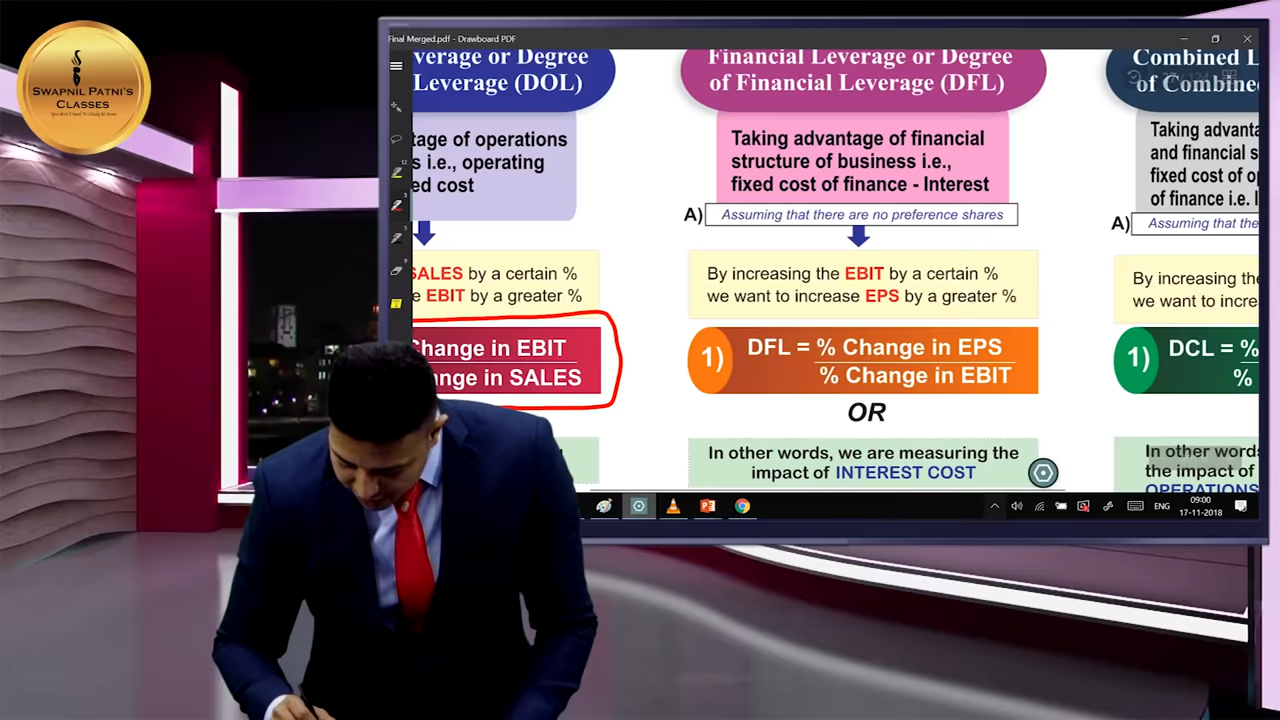 SWAPNIL PATNI'S
CLASSES
Final Merged.pdf - Drawboard PDF
verage or Degree
Leverage (DOL)
tage of operations
s i.e., operating
ed cost
SALES by a certain %
e EBIT by a greater %
Change in EBIT
nge in SALES
Financial Leverage or Degree
of Financial Leverage (DFL)
Taking advantage of financial
structure of business i.e.,
fixed cost of finance - Interest
A) Assuming that there are no preference shares
By increasing the EBIT by a certain %
we want to increase EPS by a greater %
1) DFL = % Change in EPS
% Change in EBIT
OR
In other words, we are measuring the
impact of INTEREST COST
Combined L
of Combine
Taking advanta
and financial s
fixed cost of o
of finance i.e. I
A) Assuming that the
By increasing the
we want to incre
1) DCL = %
%
In other word
the impact of
OPERATIONS
ENG
09:00
17-11-2018